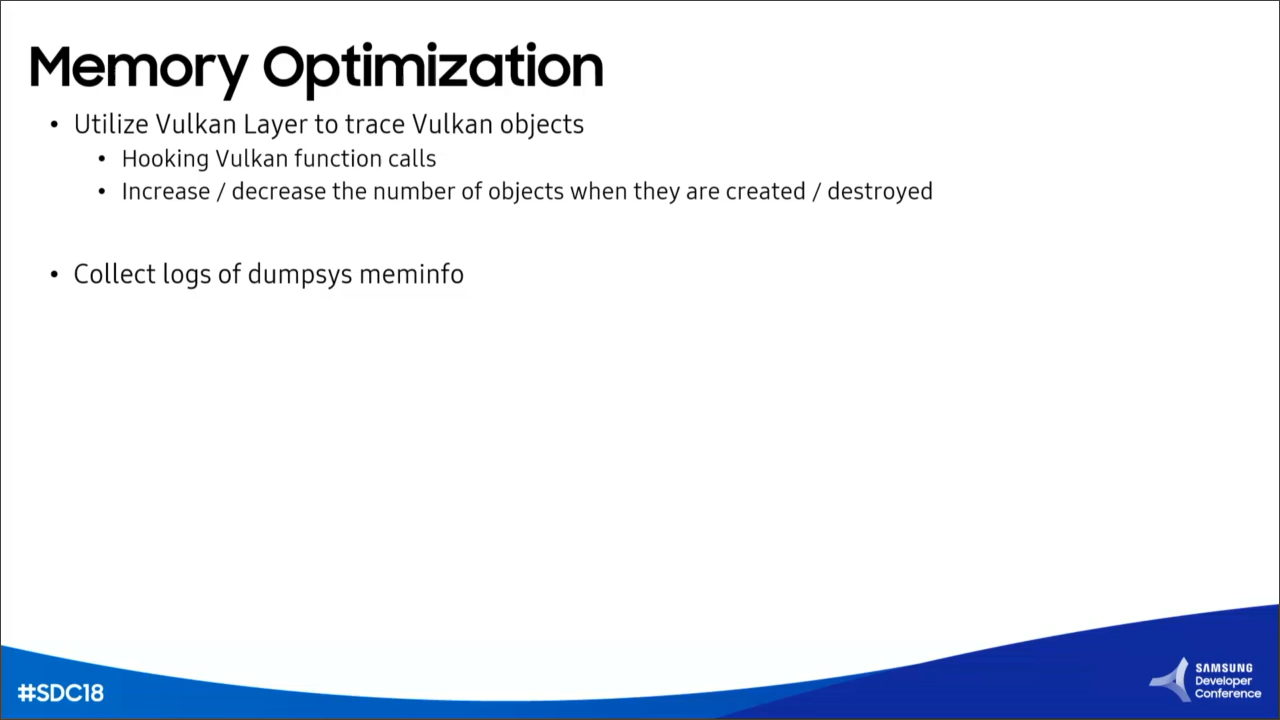 Memory Optimization
• Utilize Vulkan Layer to trace Vulkan objects
• Hooking Vulkan function calls
• Increase / decrease the number of objects when they are created / destroyed
• Collect logs of dumpsys meminfo
#SDC18
SAMSUNG
Developer
Conference